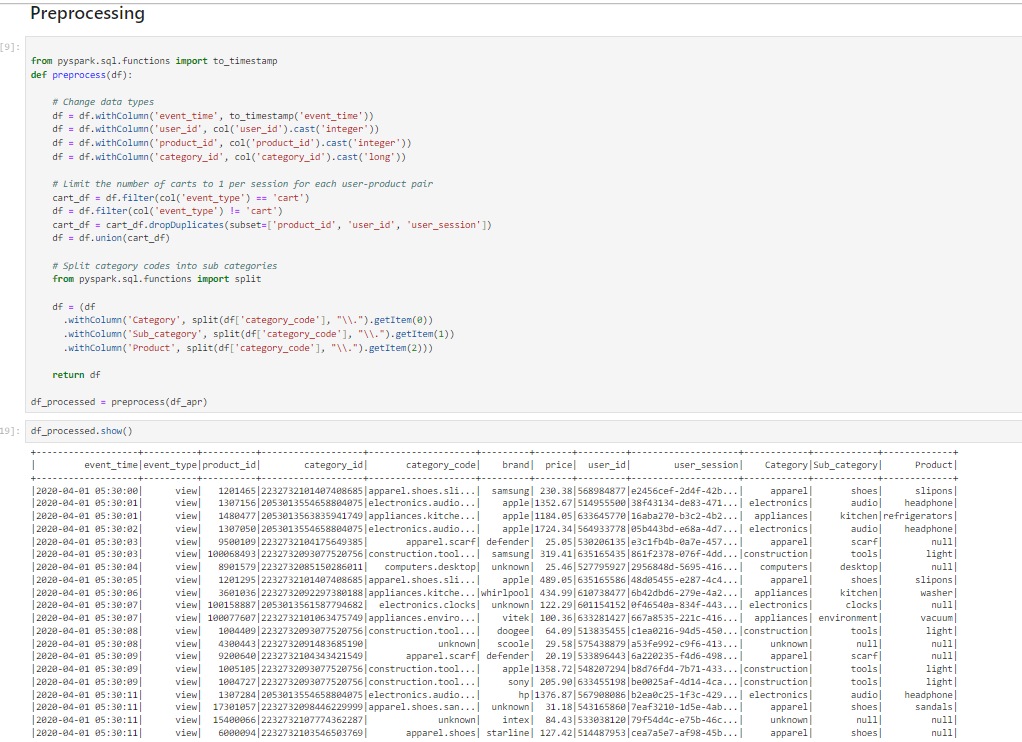 Preprocessing
[9]:
from pyspark.sql.functions import to_timestamp
def preprocess(df):
# Change data types
df = df.withColumn('event_time', to_timestamp('event_time'))
df = df.withColumn('user_id', col('user_id').cast('integer'))
df = df.withColumn('product_id', col('product_id').cast('integer'))
df = df.withColumn('category_id', col('category_id').cast('long'))
# Limit the number of carts to 1 per session for each user-product pair
cart_df = df.filter(col('event_type') == 'cart')
df = df.filter(col('event_type') != 'cart')
cart_df = cart_df.dropDuplicates(subset=['product_id', 'user_id', 'user_session'])
df = df.union(cart_df)
# Split category codes into sub categories
from pyspark.sql.functions import split
df = (df
.withColumn('Category', split(df['category_code'], "\\.").getItem(0))
.withColumn('Sub_category', split(df['category_code'], "\\.").getItem(1))
.withColumn('Product', split(df['category_code'], "\\.").getItem(2)))
return df
df_processed = preprocess(df_apr)
19]: df_processed.show()
+-------------------+----------+----------+-------------------+--------------------+---------+-------+---------+--------------------+------------+------------+-------------+
| event_time|event_type|product_id| category_id| category_code| brand| price| user_id| user_session| Category|Sub_category| Product|
+-------------------+----------+----------+-------------------+--------------------+---------+-------+---------+--------------------+------------+------------+-------------+
|2020-04-01 05:30:00| view| 1201465|2232732101407408685|apparel.shoes.sli...| samsung| 230.38|568984877|e2456cef-2d4f-42b...| apparel| shoes| slipons|
|2020-04-01 05:30:01| view| 1307156|2053013554658804075|electronics.audio...| apple|1352.67|514955500|38f43134-de83-471...| electronics| audio| headphone|
|2020-04-01 05:30:01| view| 1480477|2053013563835941749|appliances.kitche...| apple|1184.05|633645770|16aba270-b3c2-4b2...| appliances| kitchen|refrigerators|
|2020-04-01 05:30:02| view| 1307050|2053013554658804075|electronics.audio...| apple|1724.34|564933778|05b443bd-e68a-4d7...| electronics| audio| headphone|
|2020-04-01 05:30:03| view| 9500109|2232732104175649385| apparel.scarf| defender| 25.05|530206135|e3c1fb4b-0a7e-457...| apparel| scarf| null|
|2020-04-01 05:30:03| view| 100068493|2232732093077520756|construction.tool...| samsung| 319.41|635165435|861f2378-076f-4dd...|construction| tools| light|
|2020-04-01 05:30:04| view| 8901579|2232732085150286011| computers.desktop| unknown| 25.46|527795927|2956848d-5695-416...| computers| desktop| null|
|2020-04-01 05:30:05| view| 1201295|2232732101407408685|apparel.shoes.sli...| apple| 489.05|635165586|48d05455-e287-4c4...| apparel| shoes| slipons|
|2020-04-01 05:30:06| view| 3601036|2232732092297380188|appliances.kitche...|whirlpool| 434.99|610738477|6b42dbd6-279e-4a2...| appliances| kitchen| washer|
|2020-04-01 05:30:07| view| 100158887|2053013561587794682| electronics.clocks| unknown| 122.29|601154152|0f46540a-834f-443...| electronics| clocks| null|
|2020-04-01 05:30:07| view| 100077607|2232732101063475749|appliances.enviro...| vitek| 100.36|633281427|667a8535-221c-416...| appliances| environment| vacuum|
|2020-04-01 05:30:08| view| 1004409|2232732093077520756|construction.tool...| doogee| 64.09|513835455|c1ea0216-94d5-450...|construction| tools| light|
|2020-04-01 05:30:08| view| 4300443|2232732091483685190| unknown| scoole| 29.58|575438879|a53fe992-c9f6-413...| unknown| null| null|
|2020-04-01 05:30:09| view| 9200640|2232732104343421549| apparel.scarf| defender| 20.19|533896443|6a220235-f4d6-498...| apparel| scarf| null|
|2020-04-01 05:30:09| view| 1005105|2232732093077520756|construction.tool...| apple|1358.72|548207294|b8d76fd4-7b71-433...|construction| tools| light|
|2020-04-01 05:30:09| view| 1004727|2232732093077520756|construction.tool...| sony| 205.90|633455198|be0025af-4d14-4ca...|construction| tools| light|
|2020-04-01 05:30:11| view| 1307284|2053013554658804075|electronics.audio...| hp|1376.87|567908086|b2ea0c25-1f3c-429...| electronics| audio| headphone|
|2020-04-01 05:30:11| view| 17301057|2232732098446229999|apparel.shoes.san...| unknown| 31.18|543165860|7eaf3210-1d5e-4ab...| apparel| shoes| sandals|
|2020-04-01 05:30:11| view| 15400066|2232732107774362287| unknown| intex| 84.43|533038120|79f54d4c-e75b-46c...| unknown| null| null|
|2020-04-01 05:30:11| view| 6000094|2232732103546503769| apparel.shoes| starline| 127.42|514487953|cea7a5e7-af98-45b...| apparel| shoes| null|